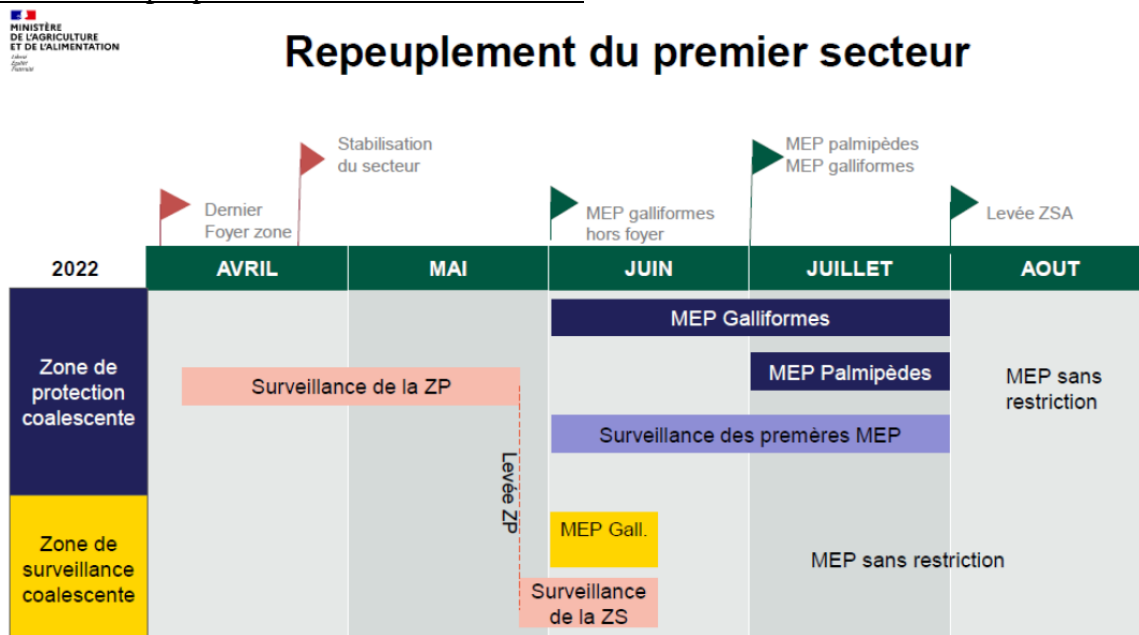 MINISTÈRE
DE L'AGRICULTURE
ET DE L'ALIMENTATION
Liberté
Égalité
Fraternité
Repeuplement du premier secteur
Stabilisation
du secteur
MEP palmipèdes
MEP galliformes
Dernier
Foyer zone
MEP galliformes
hors foyer
Levée ZSA
2022 AVRIL MAI JUIN JUILLET AOUT
Zone de
protection
coalescente
MEP Galliformes
MEP Palmipèdes
Surveillance de la ZP
MEP sans
restriction
Surveillance des premères MEP
Levée ZP
Zone de
surveillance
coalescente
MEP Gall.
MEP sans restriction
Surveillance
de la ZS